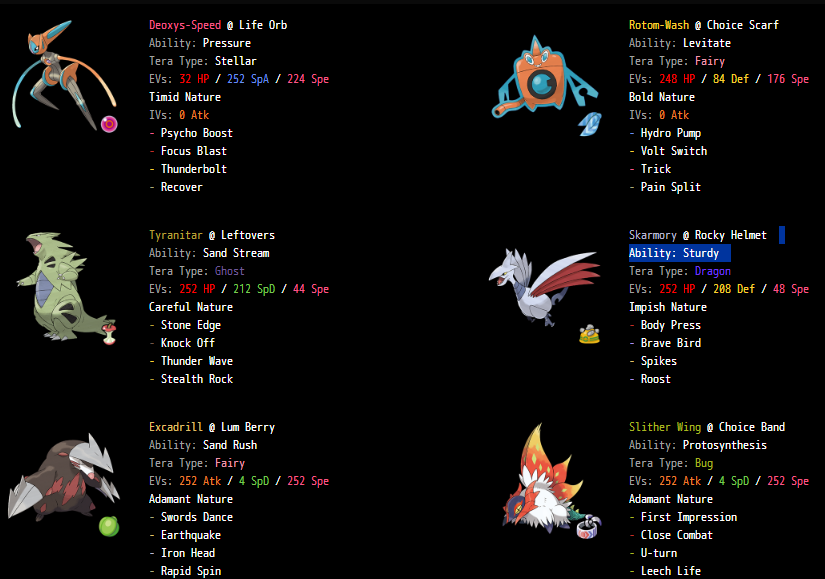 Deoxys-Speed @ Life Orb
Ability: Pressure
Tera Type: Stellar
EVs: 32 HP / 252 SpA / 224 Spe
Timid Nature
IVs: 0 Atk
- Psycho Boost
- Focus Blast
- Thunderbolt
- Recover
Rotom-Wash @ Choice Scarf
Ability: Levitate
Tera Type: Fairy
EVs: 248 HP / 84 Def / 176 Spe
Bold Nature
IVs: 0 Atk
- Hydro Pump
- Volt Switch
- Trick
- Pain Split
Tyranitar @ Leftovers
Ability: Sand Stream
Tera Type: Ghost
EVs: 252 HP / 212 SpD / 44 Spe
Careful Nature
- Stone Edge
- Knock Off
- Thunder Wave
- Stealth Rock
Skarmory @ Rocky Helmet
Ability: Sturdy
Tera Type: Dragon
EVs: 252 HP / 208 Def / 48 Spe
Impish Nature
- Body Press
- Brave Bird
- Spikes
- Roost
Excadrill @ Lum Berry
Ability: Sand Rush
Tera Type: Fairy
EVs: 252 Atk / 4 SpD / 252 Spe
Adamant Nature
- Swords Dance
- Earthquake
- Iron Head
- Rapid Spin
Slither Wing @ Choice Band
Ability: Protosynthesis
Tera Type: Bug
EVs: 252 Atk / 4 SpD / 252 Spe
Adamant Nature
- First Impression
- Close Combat
- U-turn
- Leech Life